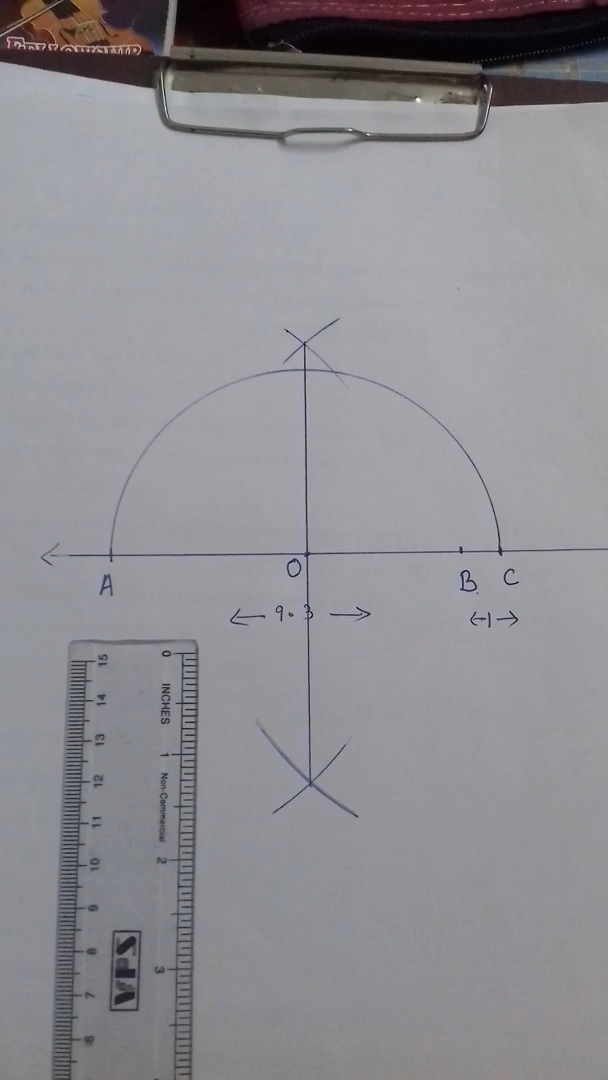 FELLOWSHIP
A
O
B
C
← 9.3 →
←1→
0
INCHES
1
Non-Commercial
2
3
15
14
13
12
11
10
9
8
7
6